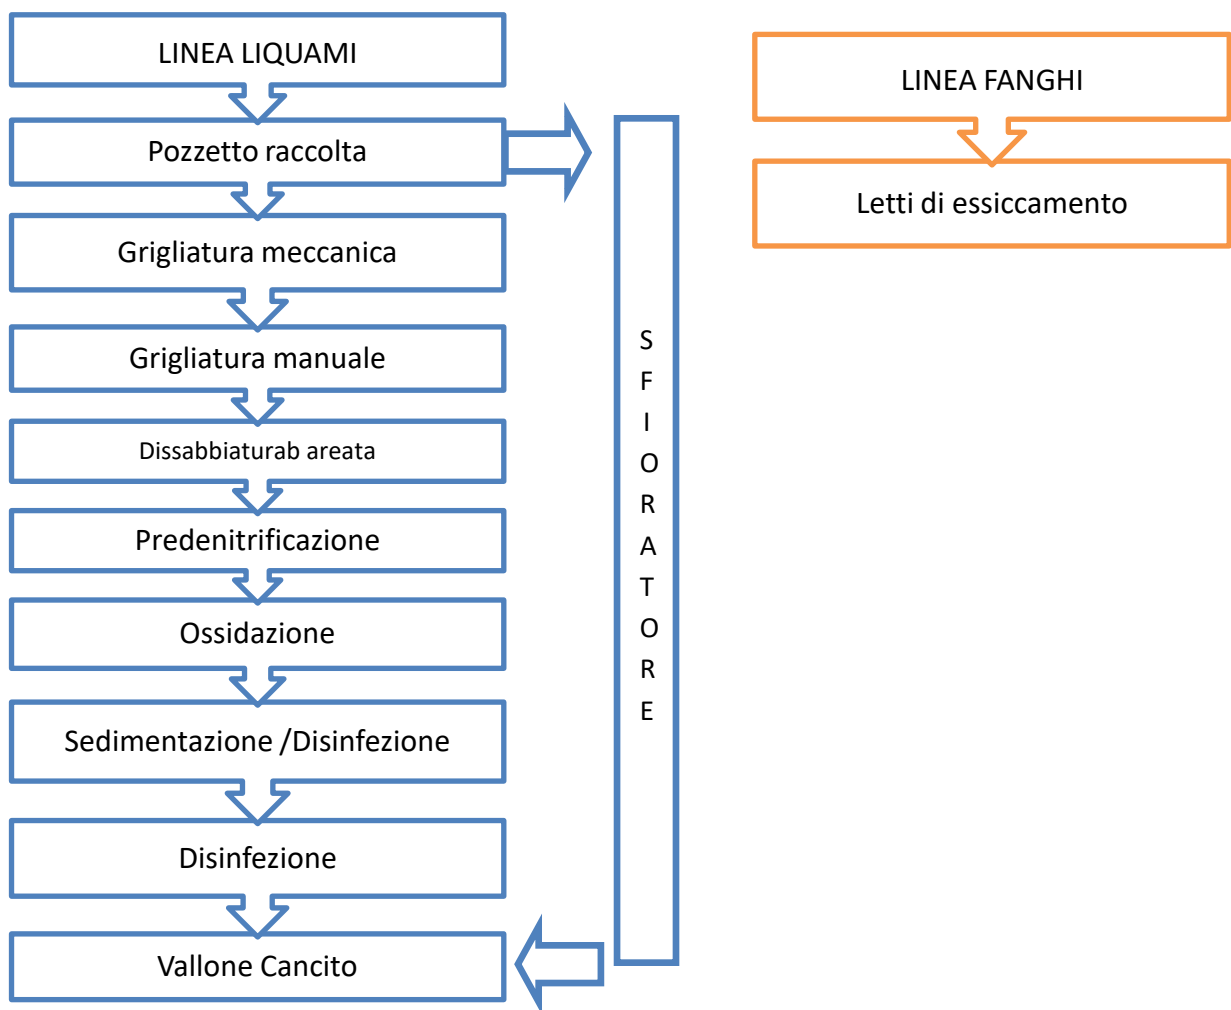 LINEA LIQUAMI
Pozzetto raccolta
Grigliatura meccanica
Grigliatura manuale
Dissabbiaturab areata
Predenitrificazione
Ossidazione
Sedimentazione /Disinfezione
Disinfezione
Vallone Cancito
S
F
I
O
R
A
T
O
R
E
LINEA FANGHI
Letti di essiccamento